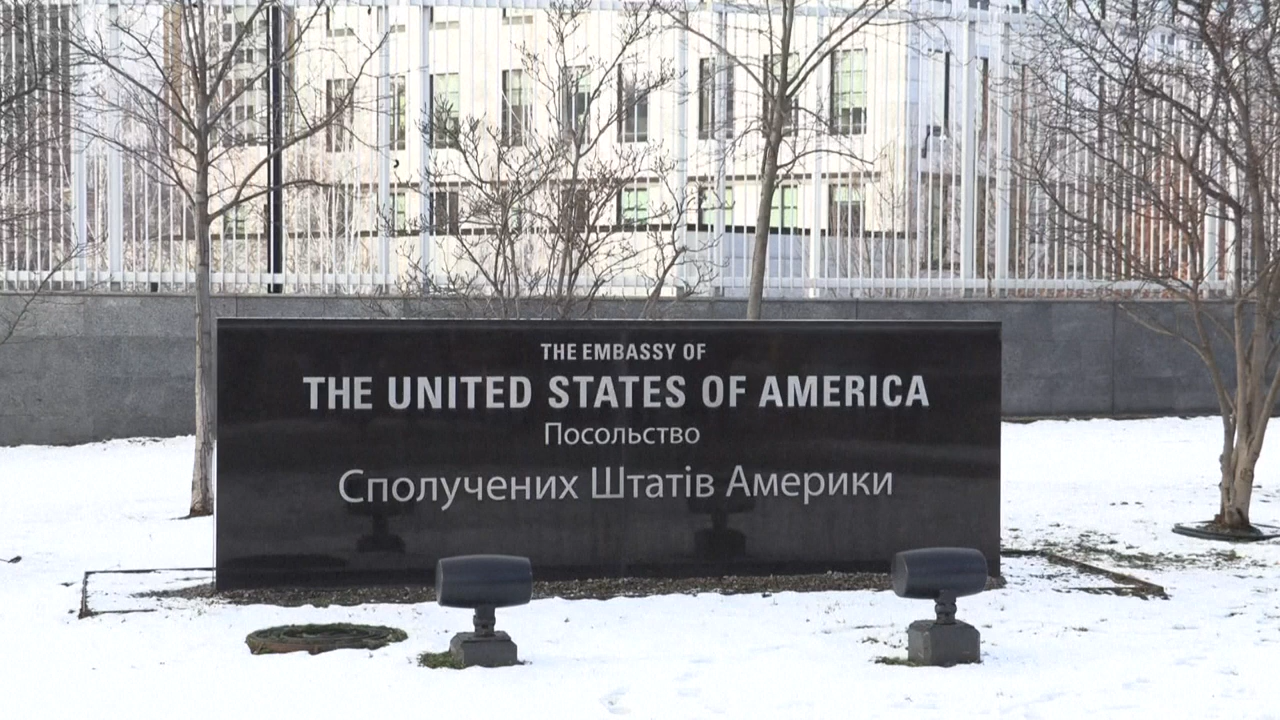 THE EMBASSY OF
THE UNITED STATES OF AMERICA
Посольство
Сполучених Штатів Америки